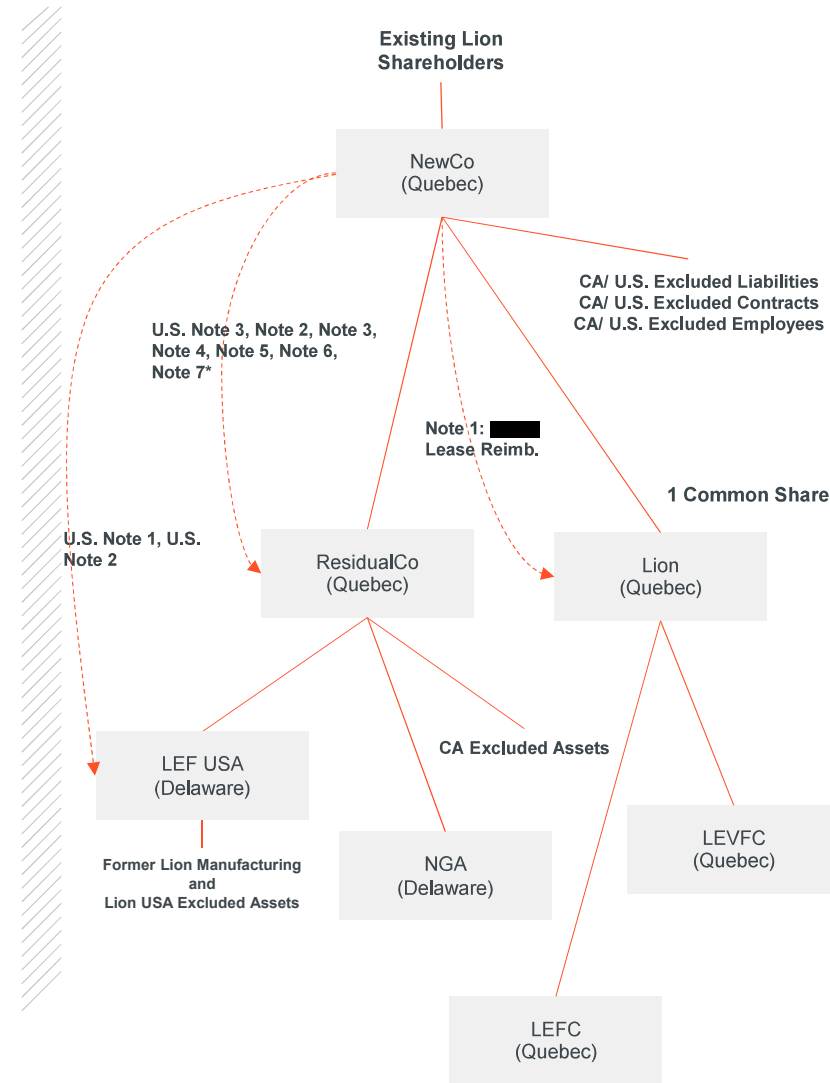 Existing Lion
Shareholders
NewCo
(Quebec)
CA/ U.S. Excluded Liabilities
CA/ U.S. Excluded Contracts
CA/ U.S. Excluded Employees
U.S. Note 3, Note 2, Note 3,
Note 4, Note 5, Note 6,
Note 7*
Note 1:
Lease Reimb.
1 Common Share
U.S. Note 1, U.S.
Note 2
ResidualCo
(Quebec)
Lion
(Quebec)
CA Excluded Assets
LEF USA
(Delaware)
LEVFC
(Quebec)
NGA
(Delaware)
Former Lion Manufacturing
and
Lion USA Excluded Assets
LEFC
(Quebec)